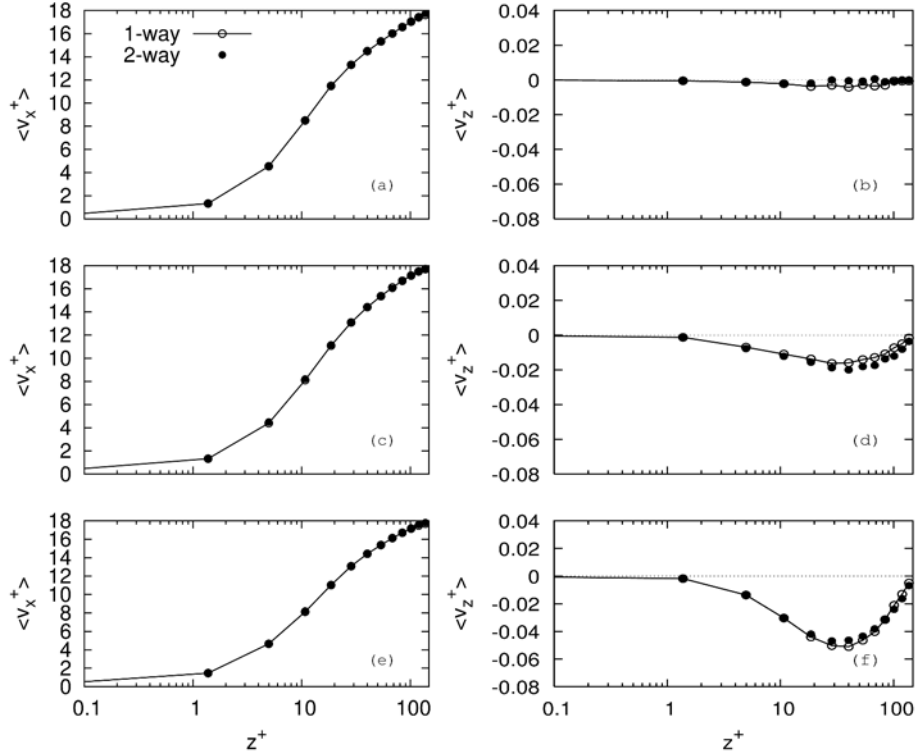 18
16
14
12
10
8
6
4
2
0
<v_x^+>
1-way
2-way
(a)
0.04
0.02
0
-0.02
-0.04
-0.06
-0.08
<v_z^+>
(b)
18
16
14
12
10
8
6
4
2
0
<v_x^+>
(c)
0.04
0.02
0
-0.02
-0.04
-0.06
-0.08
<v_z^+>
(d)
18
16
14
12
10
8
6
4
2
0
<v_x^+>
(e)
0.1 1 10 100
z^+
0.04
0.02
0
-0.02
-0.04
-0.06
-0.08
<v_z^+>
(f)
0.1 1 10 100
z^+